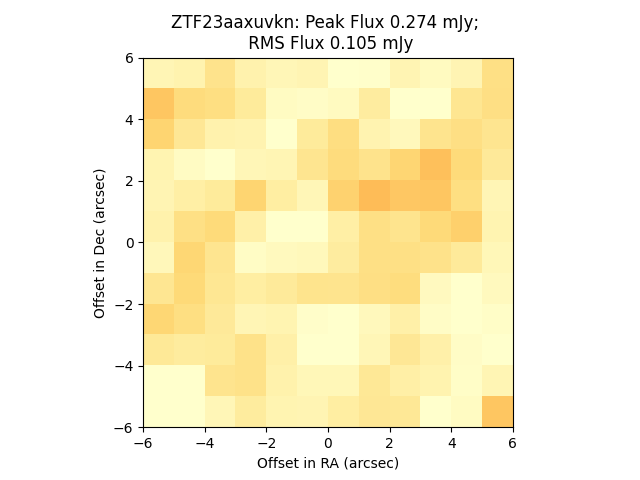 ZTF23aaxuvkn: Peak Flux 0.274 mJy;
RMS Flux 0.105 mJy
6
4
2
0
−2
−4
−6
Offset in Dec (arcsec)
−6 −4 −2 0 2 4 6
Offset in RA (arcsec)